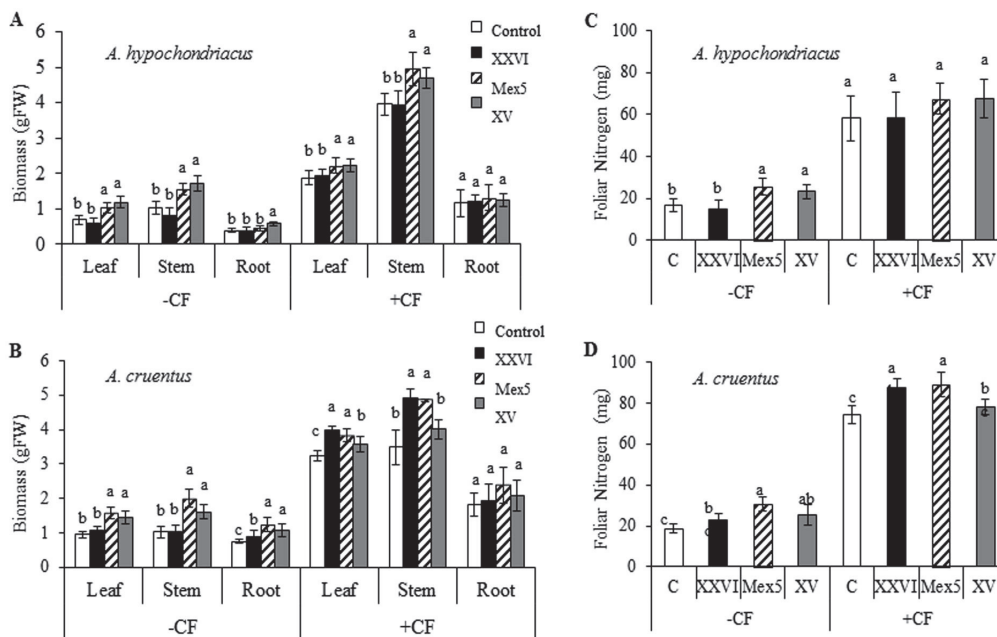 A
A. hypochondriacus
Control
XXVI
Mex5
XV
Biomass (gFW)
6
5
4
3
2
1
0
b b a a
b b a a
b b b a
b b a a
b b a a
a a a a
Leaf Stem Root Leaf Stem Root
-CF +CF
B
A. cruentus
Control
XXVI
Mex5
XV
Biomass (gFW)
6
5
4
3
2
1
0
b b a a
b b a a
c b a a
c a a b
b a a b
a a a a
Leaf Stem Root Leaf Stem Root
-CF +CF
C
A. hypochondriacus
Foliar Nitrogen (mg)
100
80
60
40
20
0
b b a a a a a a
C XXVI Mex5 XV C XXVI Mex5 XV
-CF +CF
D
A. cruentus
Foliar Nitrogen (mg)
100
80
60
40
20
0
c b c a ab c a a b c
C XXVI Mex5 XV C XXVI Mex5 XV
-CF +CF